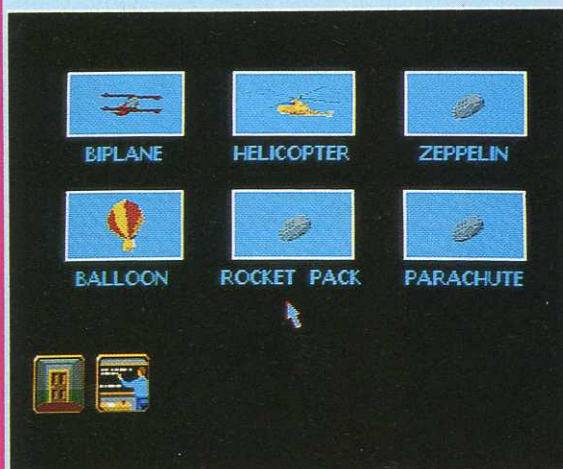 BIPLANE HELICOPTER ZEPPELIN
BALLOON ROCKET PACK PARACHUTE